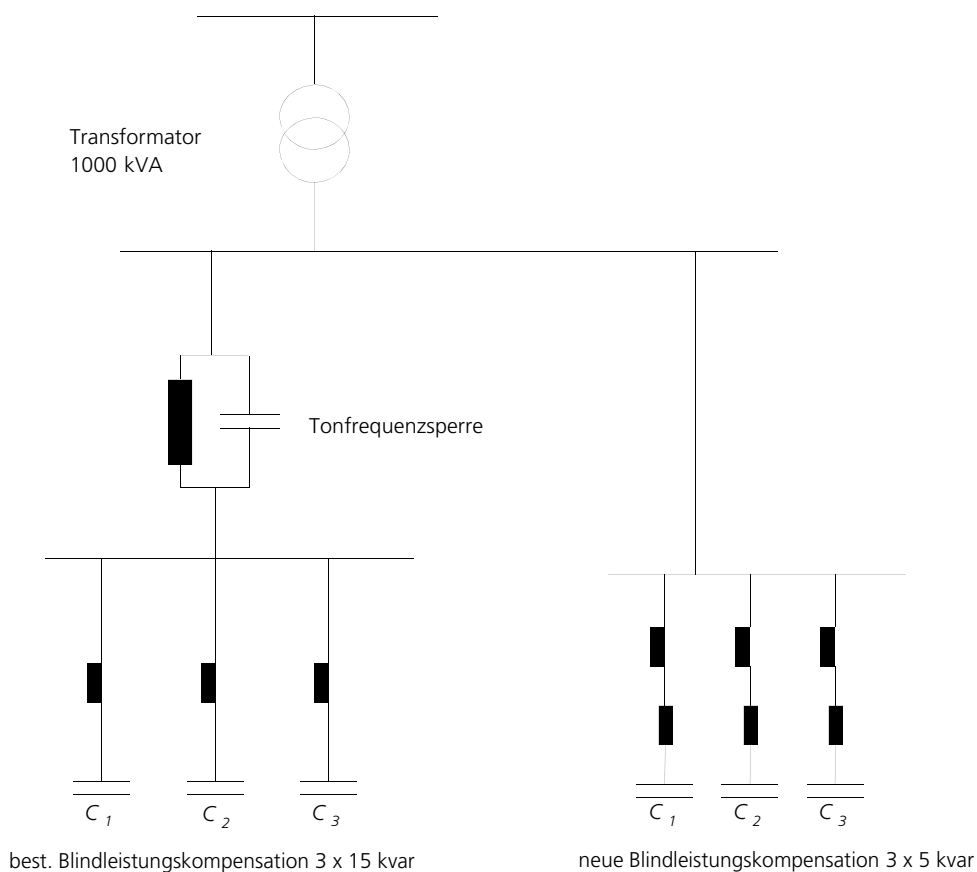 Transformator
1000 kVA
Tonfrequenzsperre
C 1
C 2
C 3
C 1
C 2
C 3
best. Blindleistungskompensation 3 x 15 kvar
neue Blindleistungskompensation 3 x 5 kvar